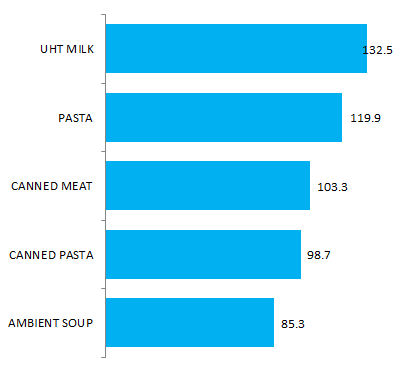 UHT MILK 132.5
PASTA 119.9
CANNED MEAT 103.3
CANNED PASTA 98.7
AMBIENT SOUP 85.3